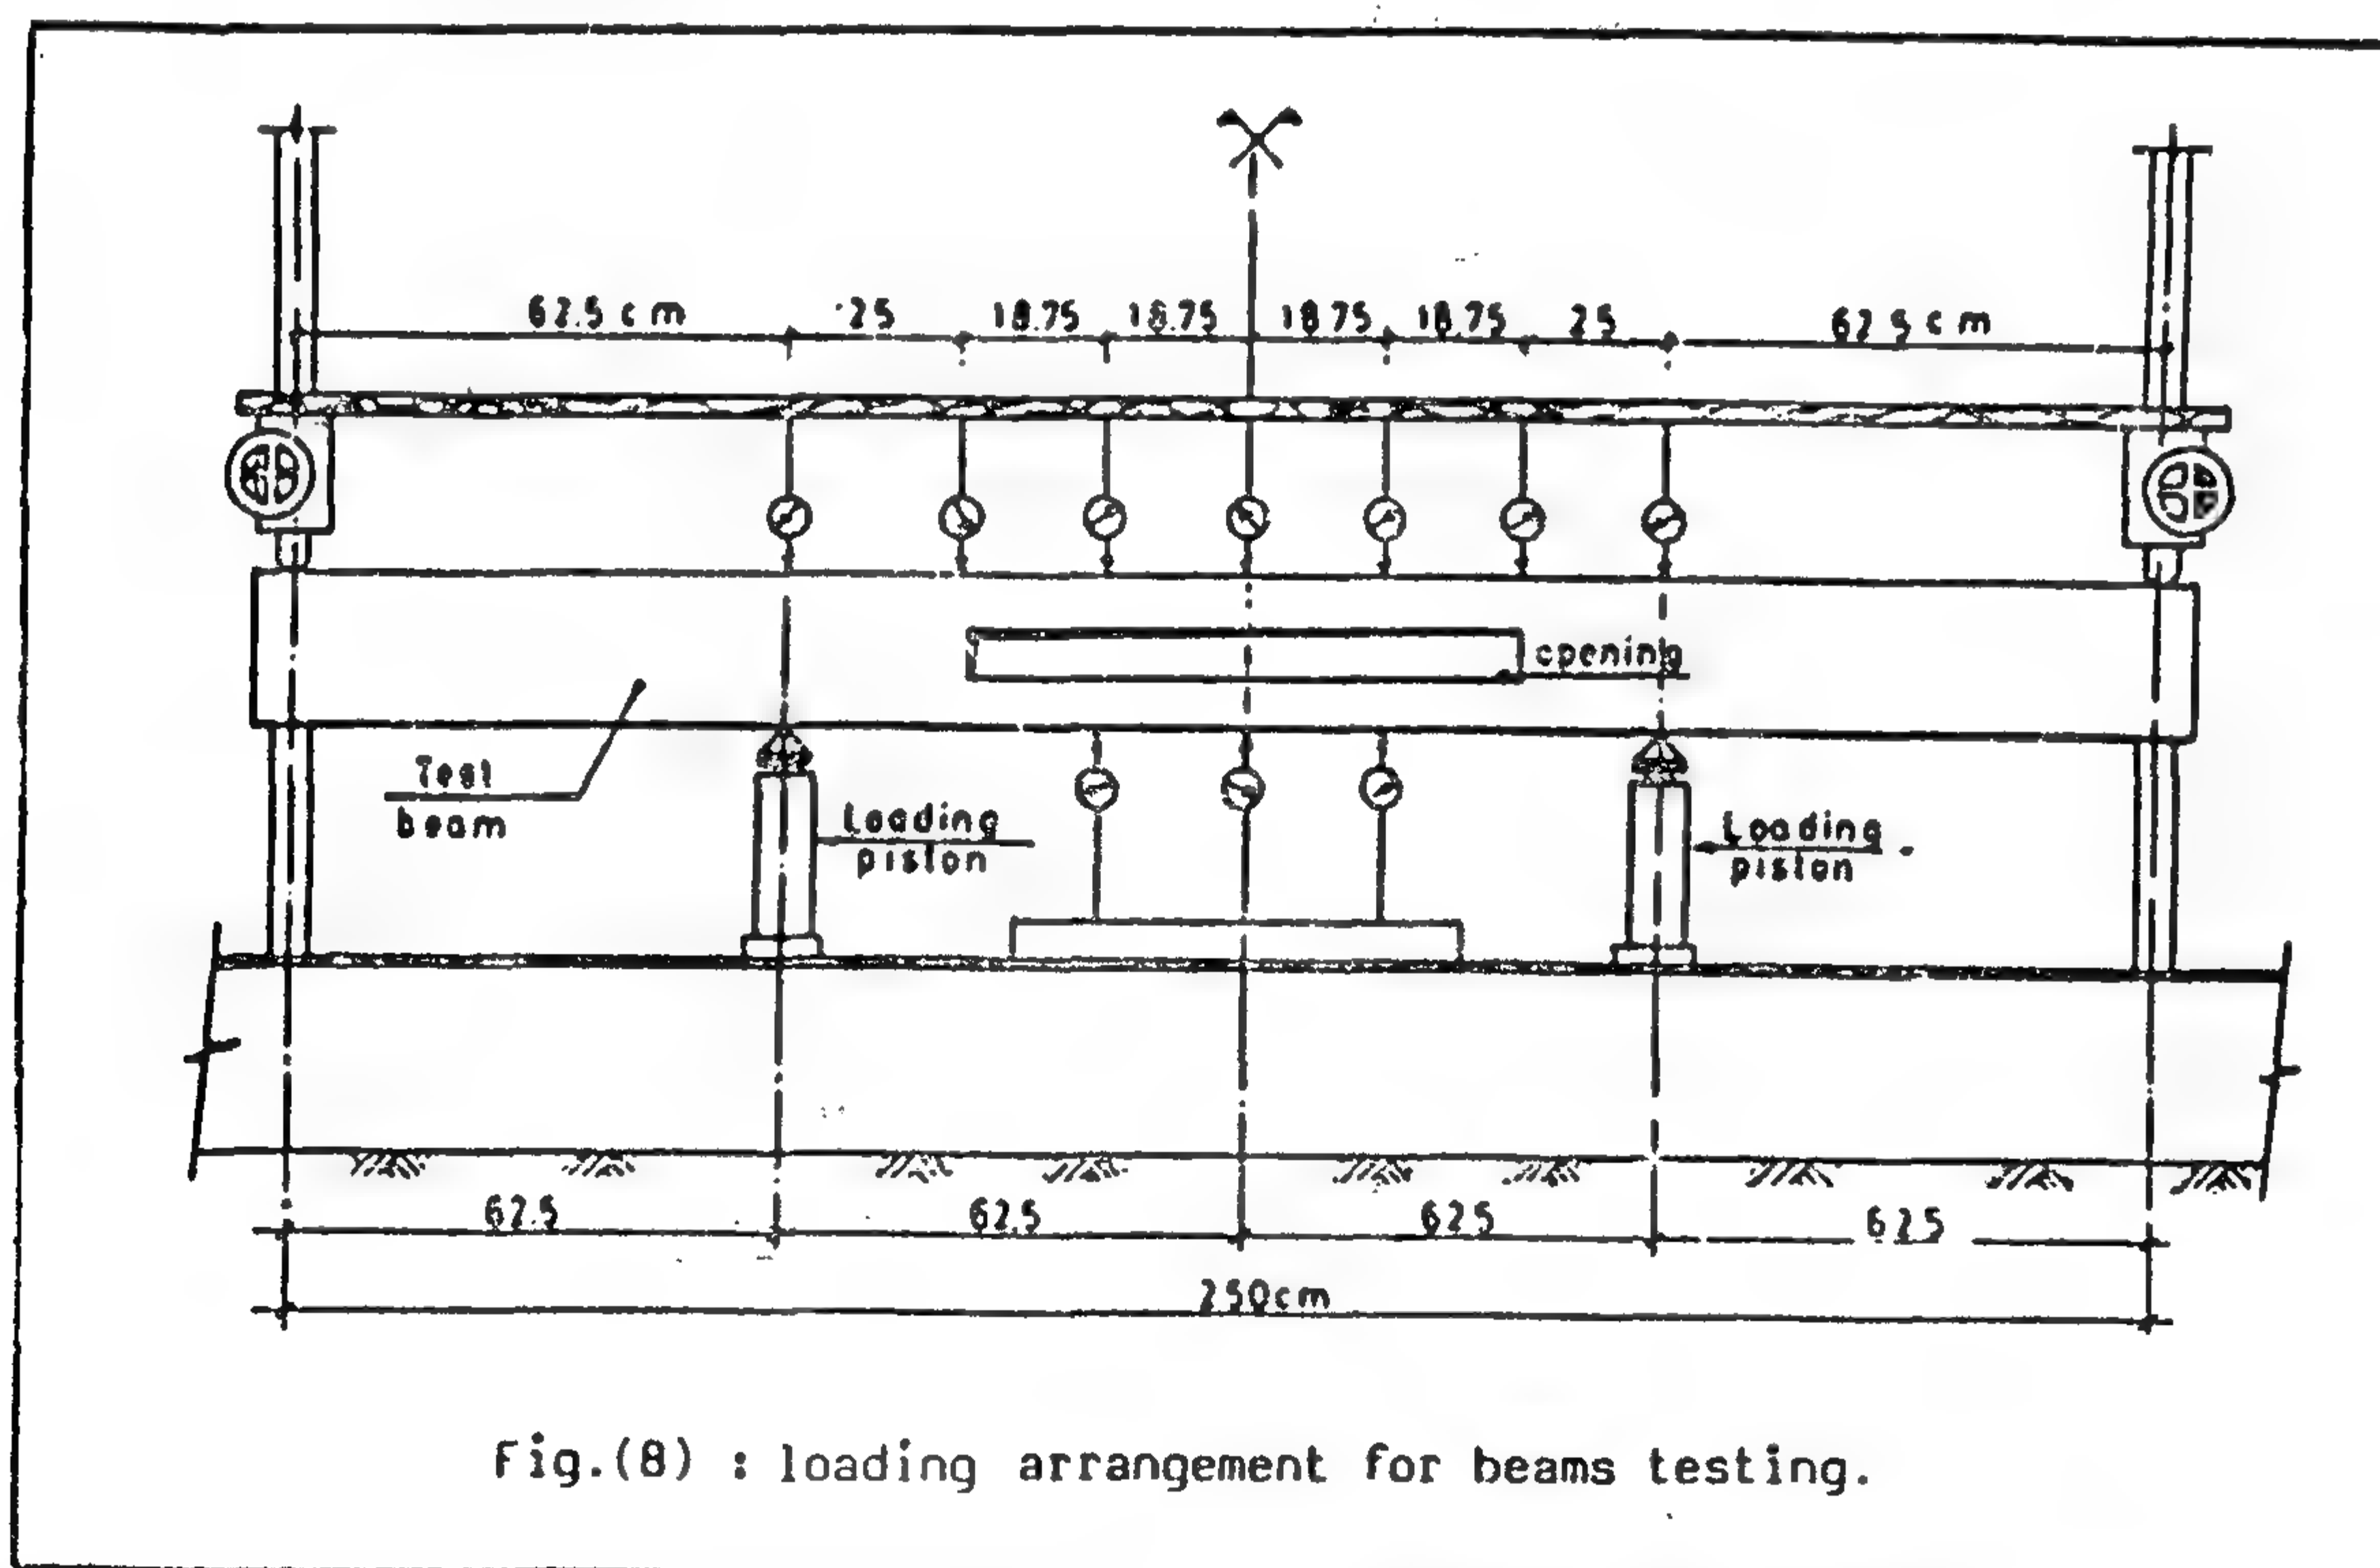 62.5 cm 25 18.75 18.75 18.75 18.75 25 62.5 cm
opening
Test
beam
Loading
piston
Loading
piston
62.5 62.5 62.5 62.5
250cm
Fig.(8) : loading arrangement for beams testing.